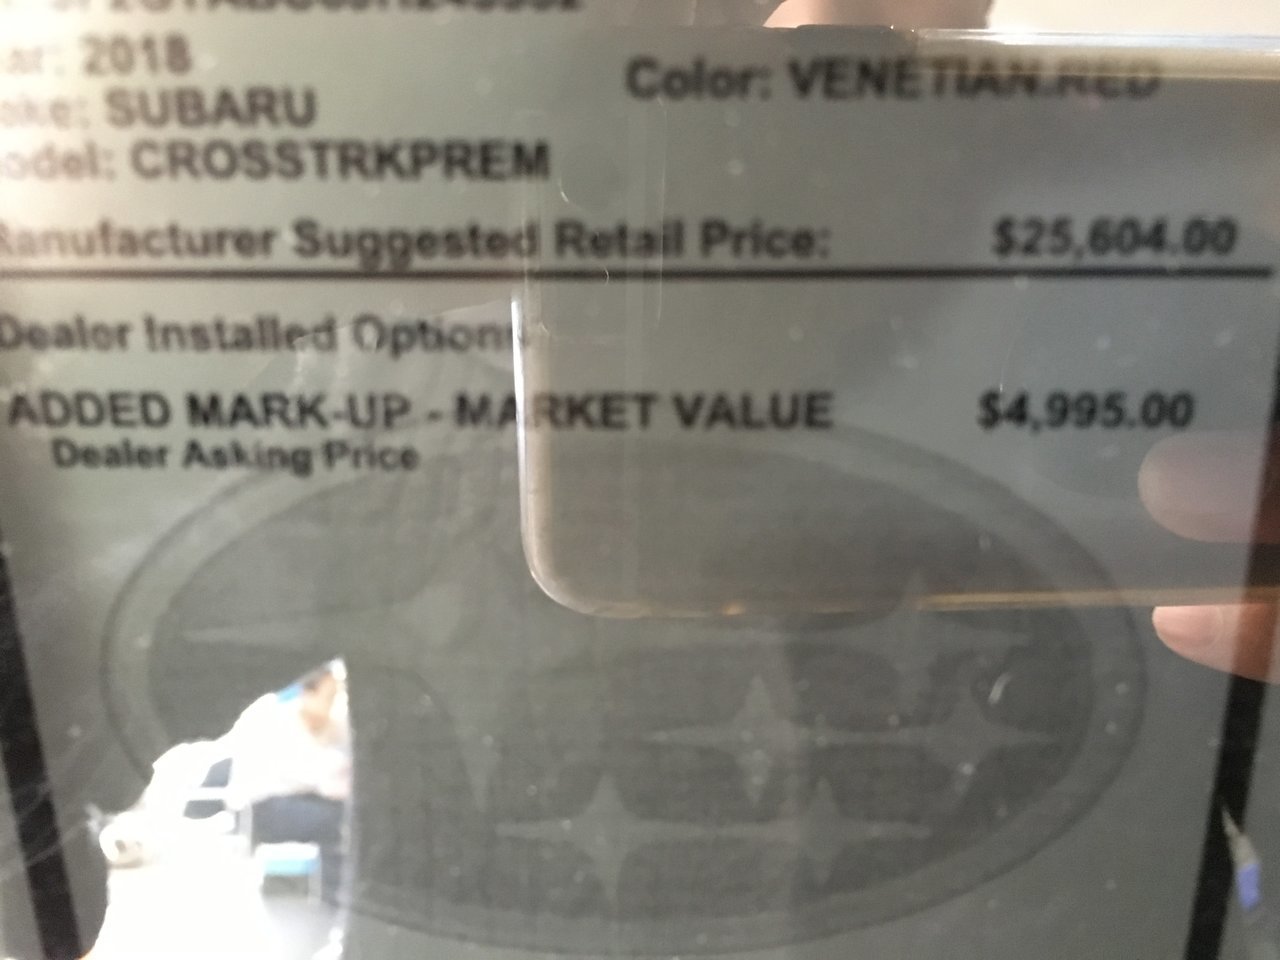 2018
Color: VENETIAN RED
SUBARU
CROSSTRKPREM
Manufacturer Suggested Retail Price: $25,604.00
Dealer Installed Options
ADDED MARK-UP - MARKET VALUE $4,995.00
Dealer Asking Price